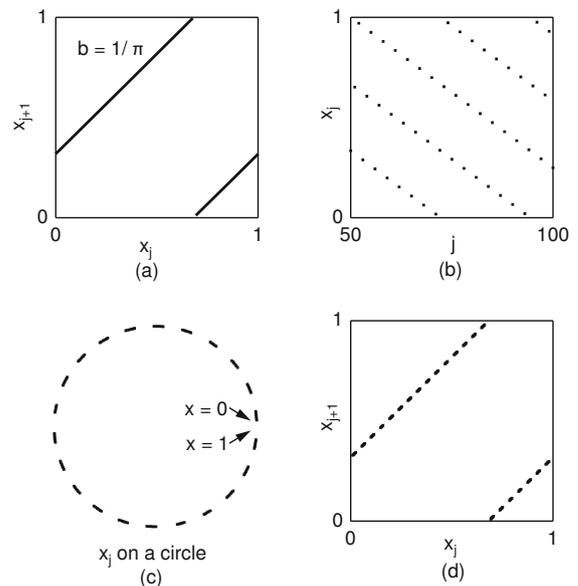 1
b = 1/ π
x_{j+1}
0
0
x_j
1
(a)
1
x_j
0
50
j
100
(b)
x = 0
x = 1
x_j on a circle
(c)
1
x_{j+1}
0
0
x_j
1
(d)